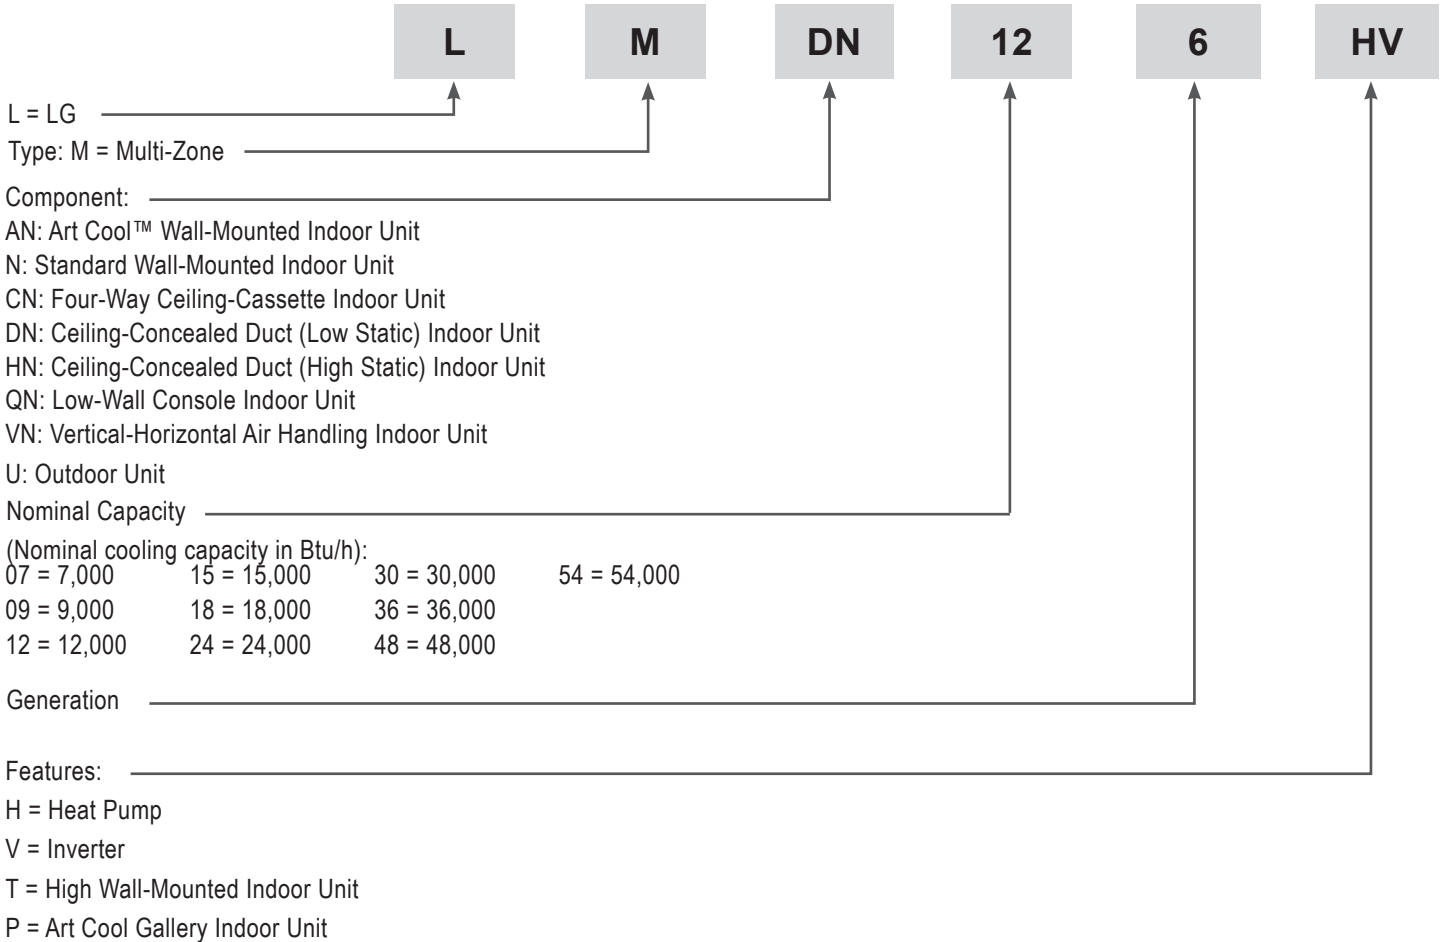 L M DN 12 6 HV
L = LG
Type: M = Multi-Zone
Component:
AN: Art Cool™ Wall-Mounted Indoor Unit
N: Standard Wall-Mounted Indoor Unit
CN: Four-Way Ceiling-Cassette Indoor Unit
DN: Ceiling-Concealed Duct (Low Static) Indoor Unit
HN: Ceiling-Concealed Duct (High Static) Indoor Unit
QN: Low-Wall Console Indoor Unit
VN: Vertical-Horizontal Air Handling Indoor Unit
U: Outdoor Unit
Nominal Capacity
(Nominal cooling capacity in Btu/h):
07 = 7,000 15 = 15,000 30 = 30,000 54 = 54,000
09 = 9,000 18 = 18,000 36 = 36,000
12 = 12,000 24 = 24,000 48 = 48,000
Generation
Features:
H = Heat Pump
V = Inverter
T = High Wall-Mounted Indoor Unit
P = Art Cool Gallery Indoor Unit